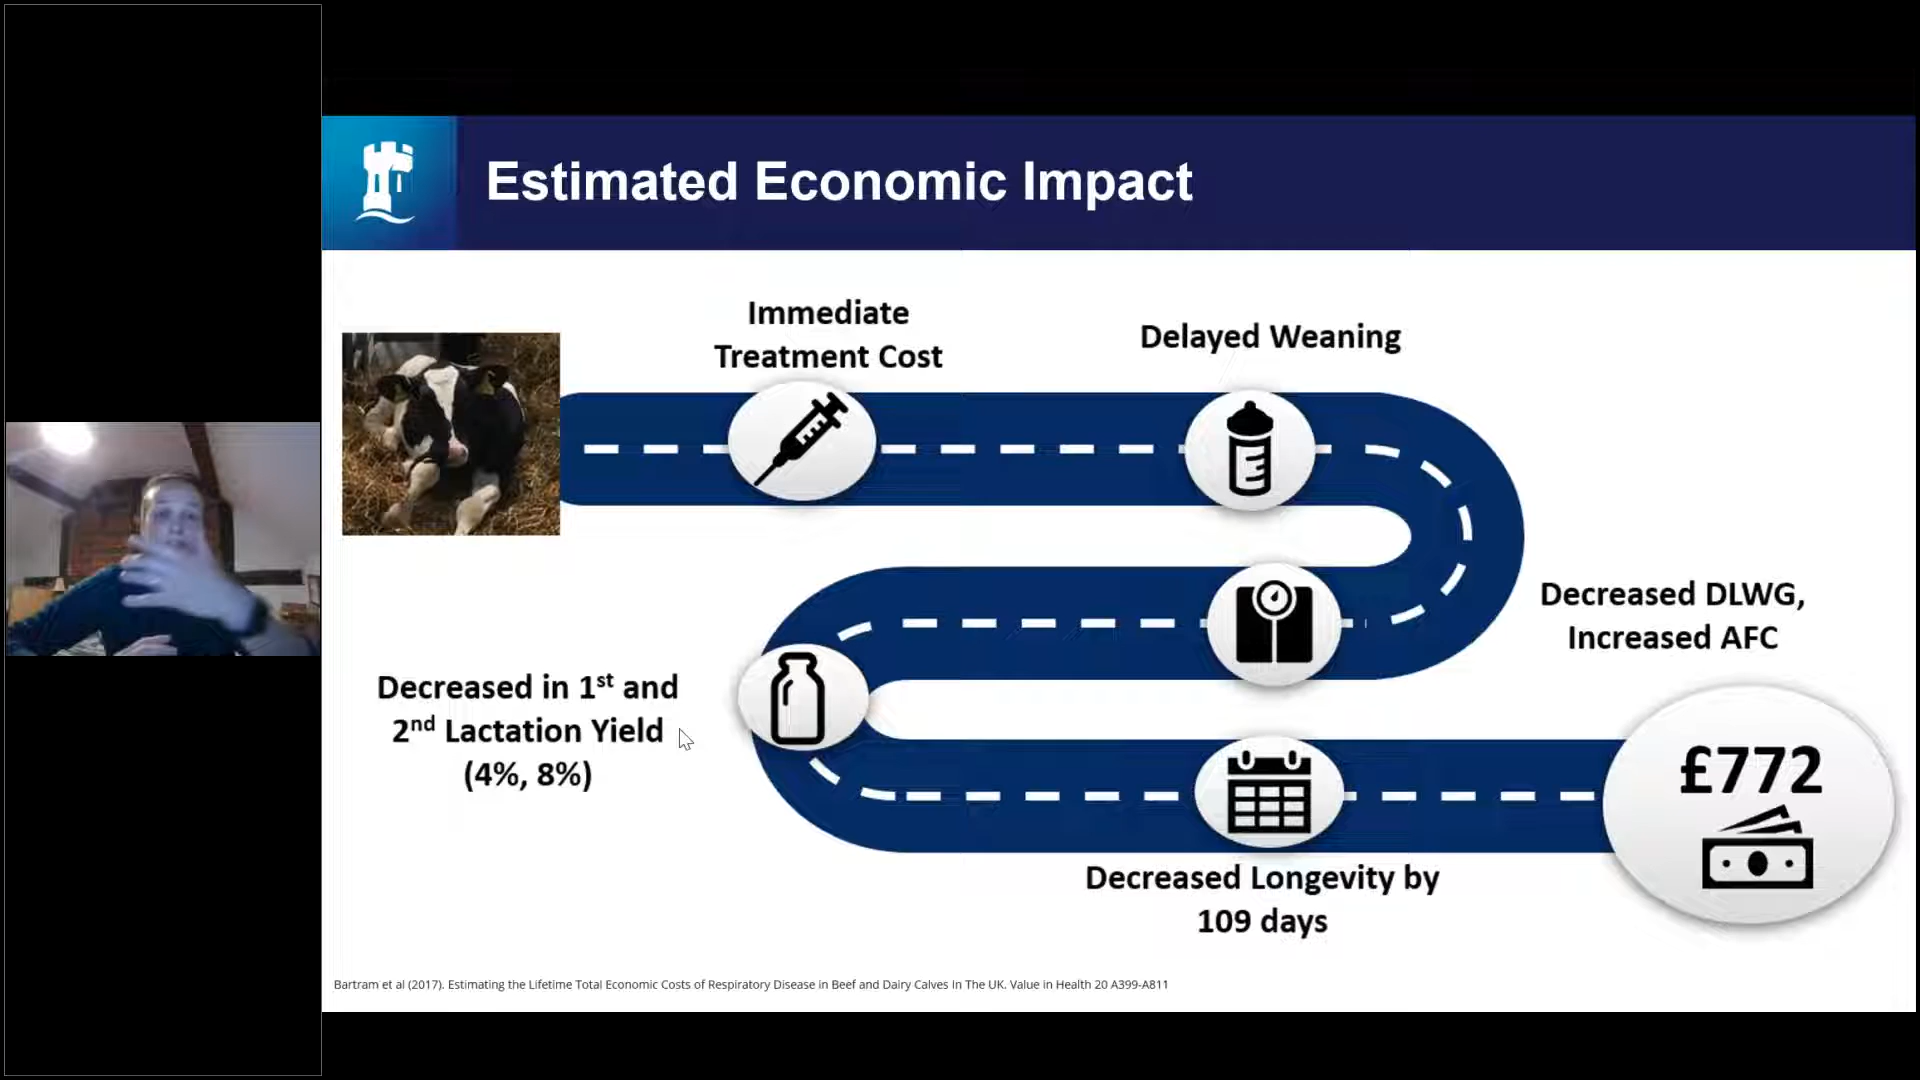 Estimated Economic Impact
Immediate
Treatment Cost
Delayed Weaning
Decreased DLWG,
Increased AFC
Decreased in 1st and
2nd Lactation Yield
(4%, 8%)
£772
Decreased Longevity by
109 days
Bartram et al (2017). Estimating the Lifetime Total Economic Costs of Respiratory Disease in Beef and Dairy Calves In The UK. Value in Health 20 A399-A811